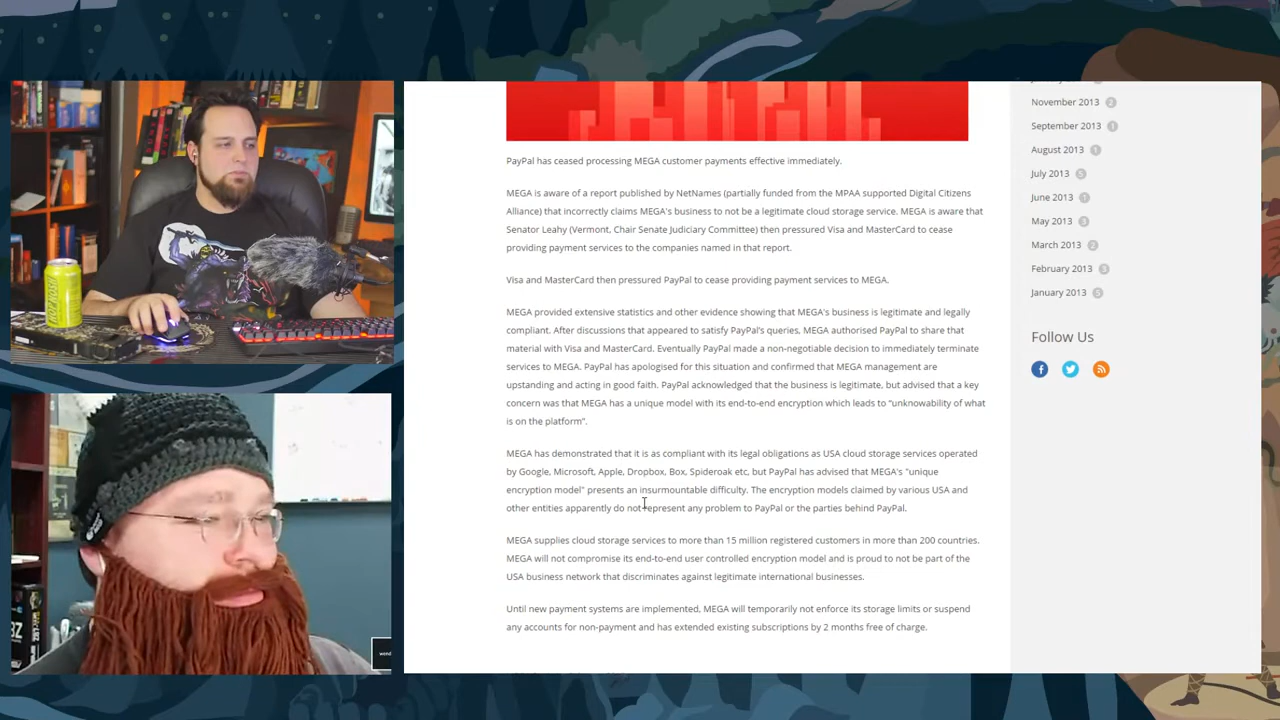 PayPal has ceased processing MEGA customer payments effective immediately.
MEGA is aware of a report published by NetNames (partially funded from the MPAA supported Digital Citizens
Alliance) that incorrectly claims MEGA's business to not be a legitimate cloud storage service. MEGA is aware that
Senator Leahy (Vermont, Chair Senate Judiciary Committee) then pressured Visa and MasterCard to cease
providing payment services to the companies named in that report.
Visa and MasterCard then pressured PayPal to cease providing payment services to MEGA.
MEGA provided extensive statistics and other evidence showing that MEGA's business is legitimate and legally
compliant. After discussions that appeared to satisfy PayPal's queries, MEGA authorised PayPal to share that
material with Visa and MasterCard. Eventually PayPal made a non-negotiable decision to immediately terminate
services to MEGA. PayPal has apologised for this situation and confirmed that MEGA management are
upstanding and acting in good faith. PayPal acknowledged that the business is legitimate, but advised that a key
concern was that MEGA has a unique model with its end-to-end encryption which leads to “unknowability of what
is on the platform”.
MEGA has demonstrated that it is as compliant with its legal obligations as USA cloud storage services operated
by Google, Microsoft, Apple, Dropbox, Box, Spideroak etc, but PayPal has advised that MEGA's "unique
encryption model" presents an insurmountable difficulty. The encryption models claimed by various USA and
other entities apparently do not represent any problem to PayPal or the parties behind PayPal.
MEGA supplies cloud storage services to more than 15 million registered customers in more than 200 countries.
MEGA will not compromise its end-to-end user controlled encryption model and is proud to not be part of the
USA business network that discriminates against legitimate international businesses.
Until new payment systems are implemented, MEGA will temporarily not enforce its storage limits or suspend
any accounts for non-payment and has extended existing subscriptions by 2 months free of charge.
November 2013 2
September 2013 1
August 2013 1
July 2013 5
June 2013 1
May 2013 3
March 2013 2
February 2013 3
January 2013 5
Follow Us